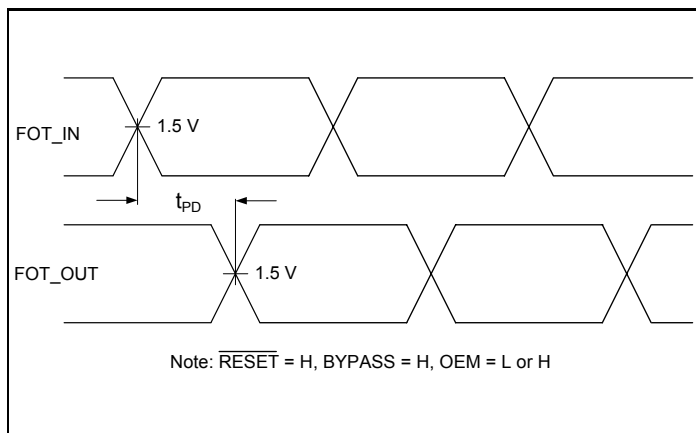 FOT_IN
1.5 V
tPD
FOT_OUT
1.5 V
Note: RESET = H, BYPASS = H, OEM = L or H